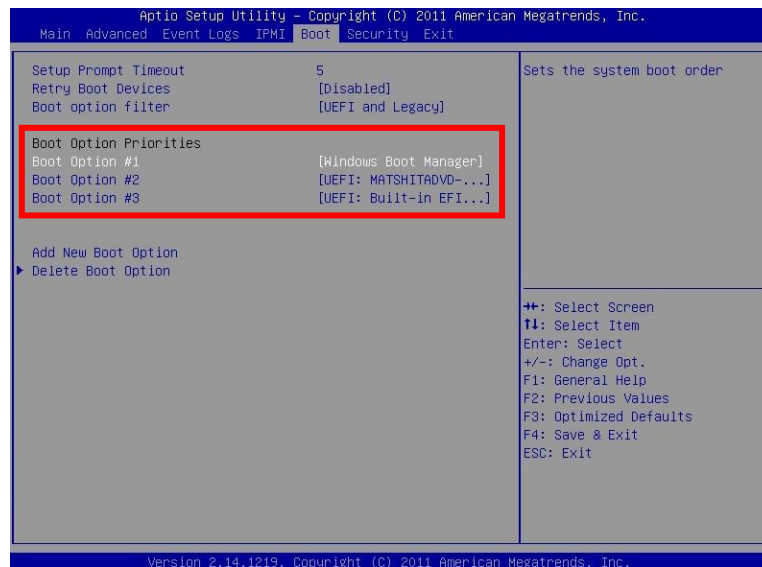 Aptio Setup Utility – Copyright (C) 2011 American Megatrends, Inc.
Main Advanced Event Logs IPMI Boot Security Exit
Setup Prompt Timeout 5
Retry Boot Devices [Disabled]
Boot option filter [UEFI and Legacy]
Boot Option Priorities
Boot Option #1 [Windows Boot Manager]
Boot Option #2 [UEFI: MATSHITADVD-...]
Boot Option #3 [UEFI: Built-in EFI...]
Add New Boot Option
Delete Boot Option
Sets the system boot order
→←: Select Screen
↑↓: Select Item
Enter: Select
+/-: Change Opt.
F1: General Help
F2: Previous Values
F3: Optimized Defaults
F4: Save & Exit
ESC: Exit
Version 2.14.1219. Copyright (C) 2011 American Megatrends, Inc.